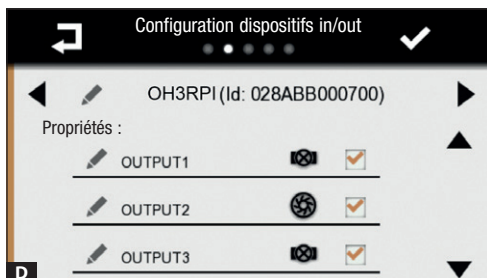 Configuration dispositifs in/out
OH3RPI (Id: 028ABB000700)
Propriétés :
OUTPUT1
OUTPUT2
OUTPUT3
D